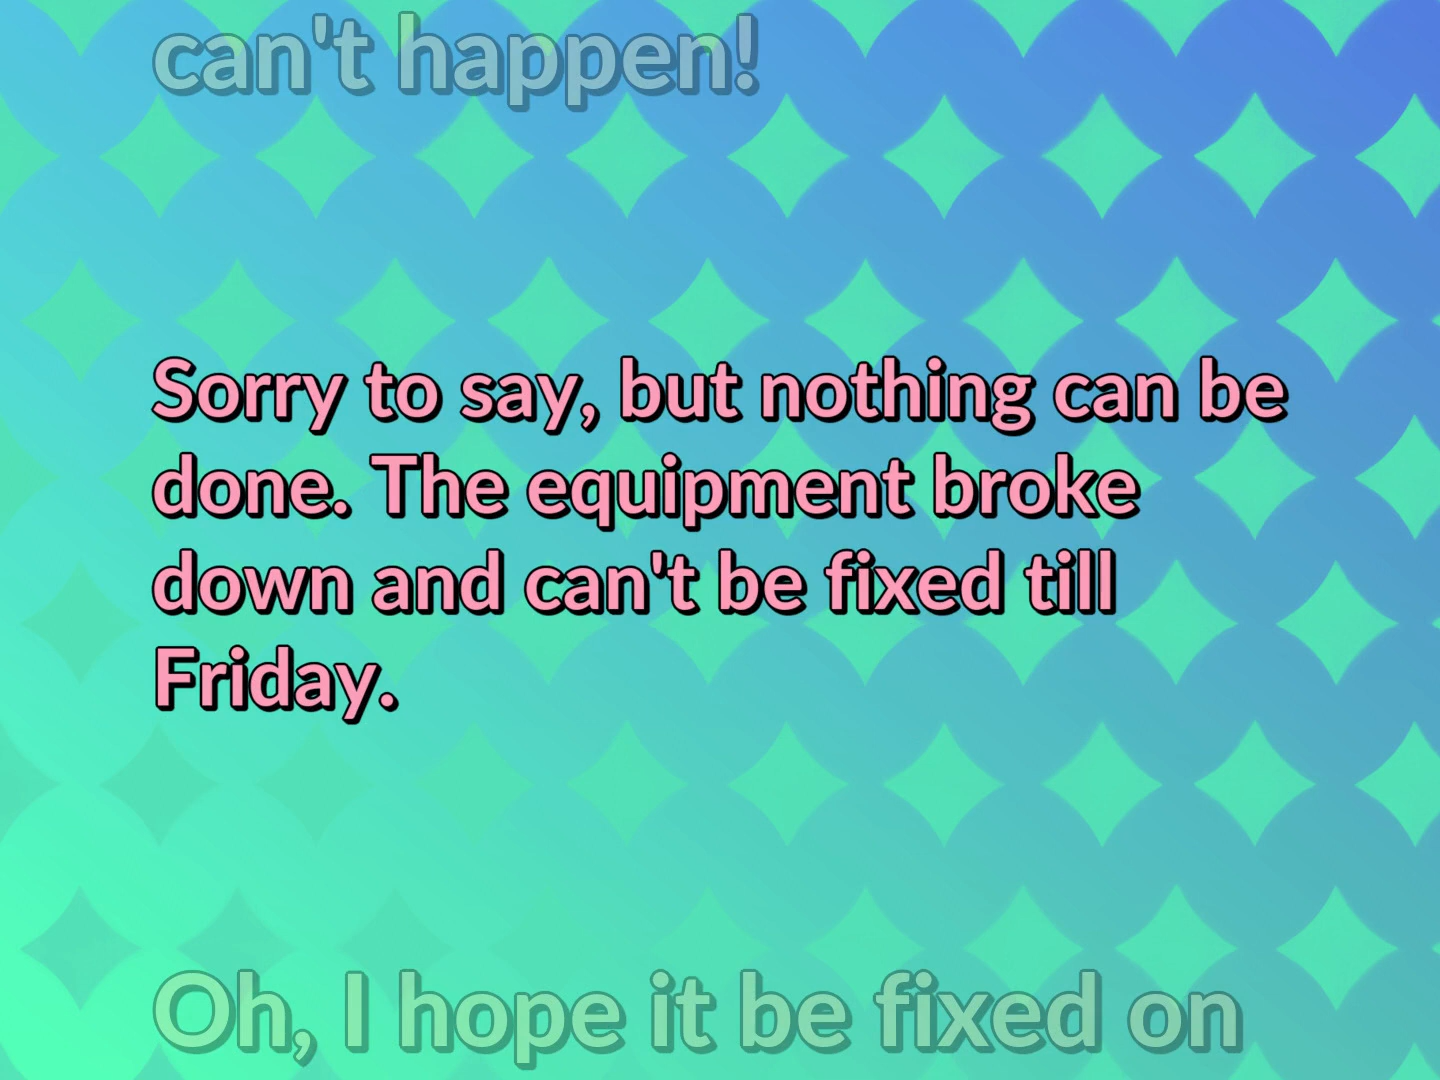 can't happen!
Sorry to say, but nothing can be
done. The equipment broke
down and can't be fixed till
Friday.
Oh, I hope it be fixed on